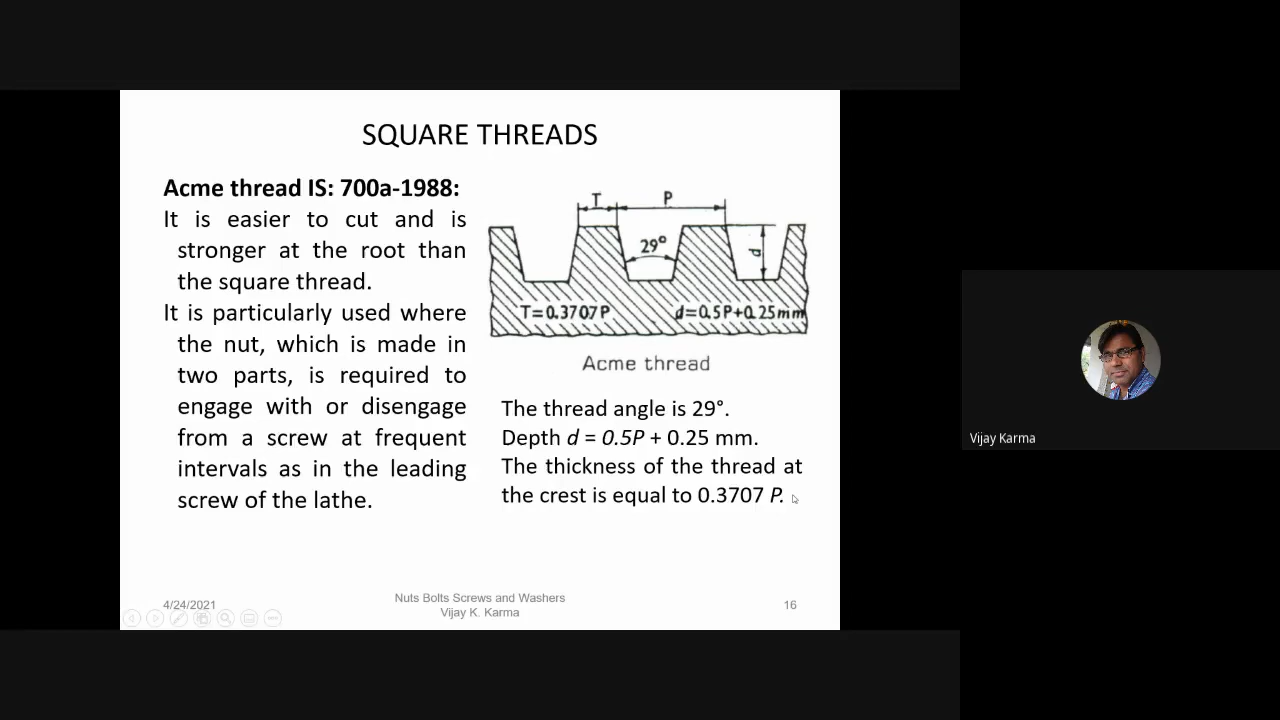 SQUARE THREADS
Acme thread IS: 700a-1988:
It is easier to cut and is
stronger at the root than
the square thread.
It is particularly used where
the nut, which is made in
two parts, is required to
engage with or disengage
from a screw at frequent
intervals as in the leading
screw of the lathe.
T
P
29°
d
T=0.3707P
d=0.5P+0.25mm
Acme thread
The thread angle is 29°.
Depth d = 0.5P + 0.25 mm.
The thickness of the thread at
the crest is equal to 0.3707 P.
4/24/2021
Nuts Bolts Screws and Washers
Vijay K. Karma
16
Vijay Karma